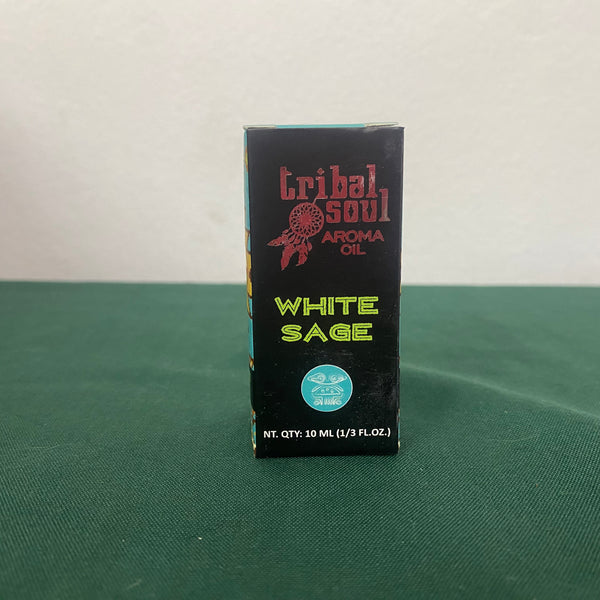 tribal
soul
AROMA
OIL
WHITE
SAGE
NT. QTY: 10 ML (1/3 FL.OZ.)